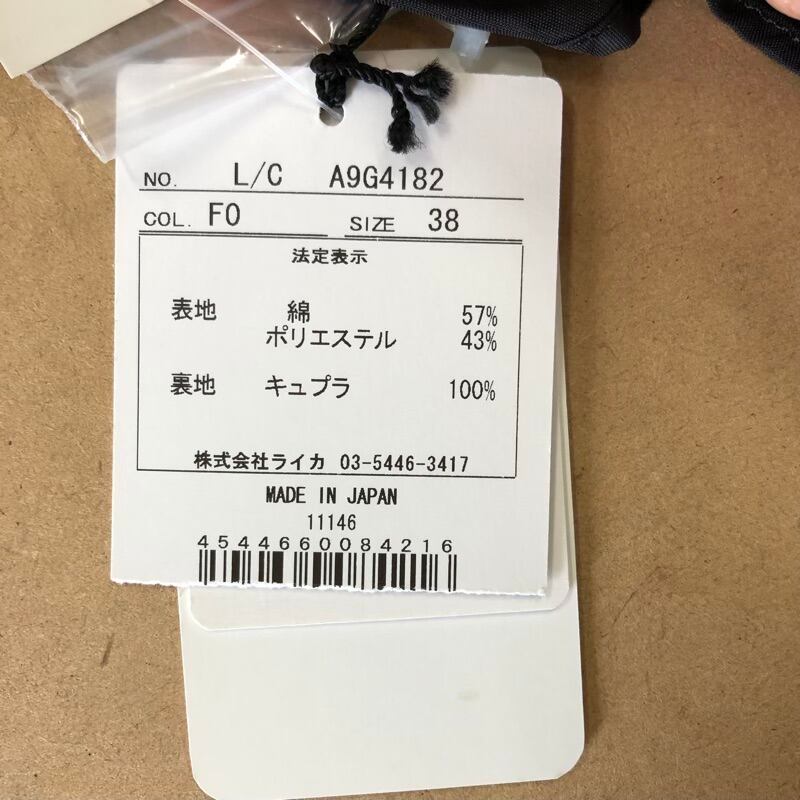 NO. L/C A9G4182
COL. F0 SIZE 38
法定表示
表地 綿 57%
ポリエステル 43%
裏地 キュプラ 100%
株式会社ライカ 03-5446-3417
MADE IN JAPAN
11146
4544660084216